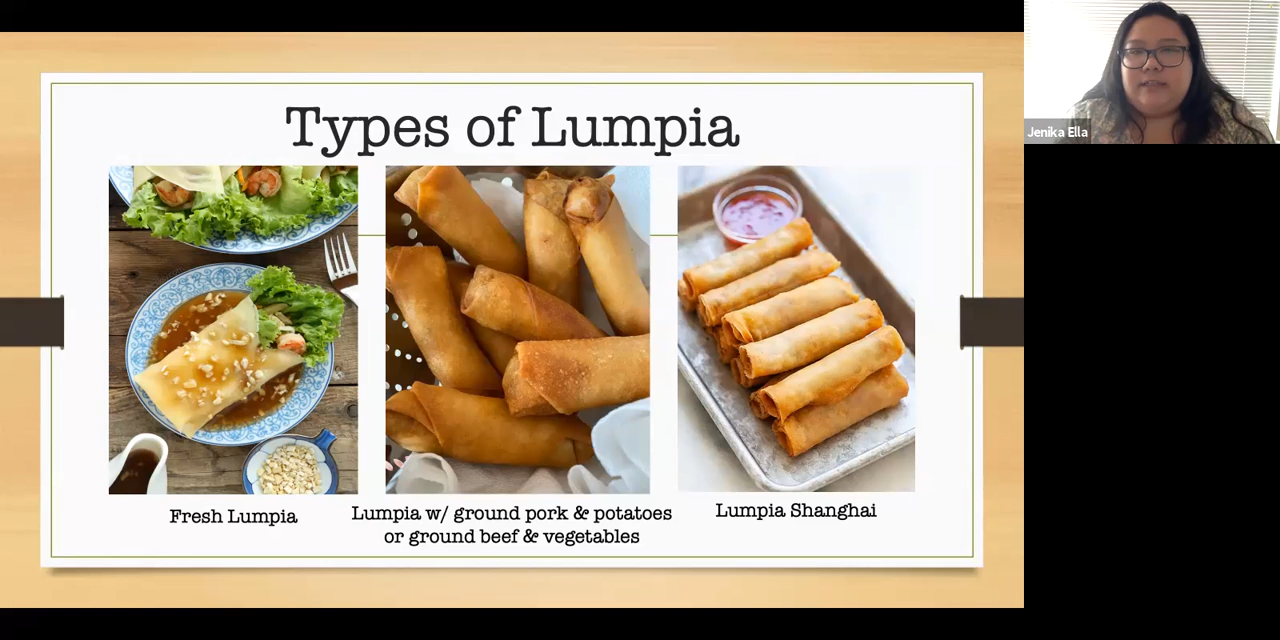 Types of Lumpia
Fresh Lumpia
Lumpia w/ ground pork & potatoes
or ground beef & vegetables
Lumpia Shanghai
Jenika Ella